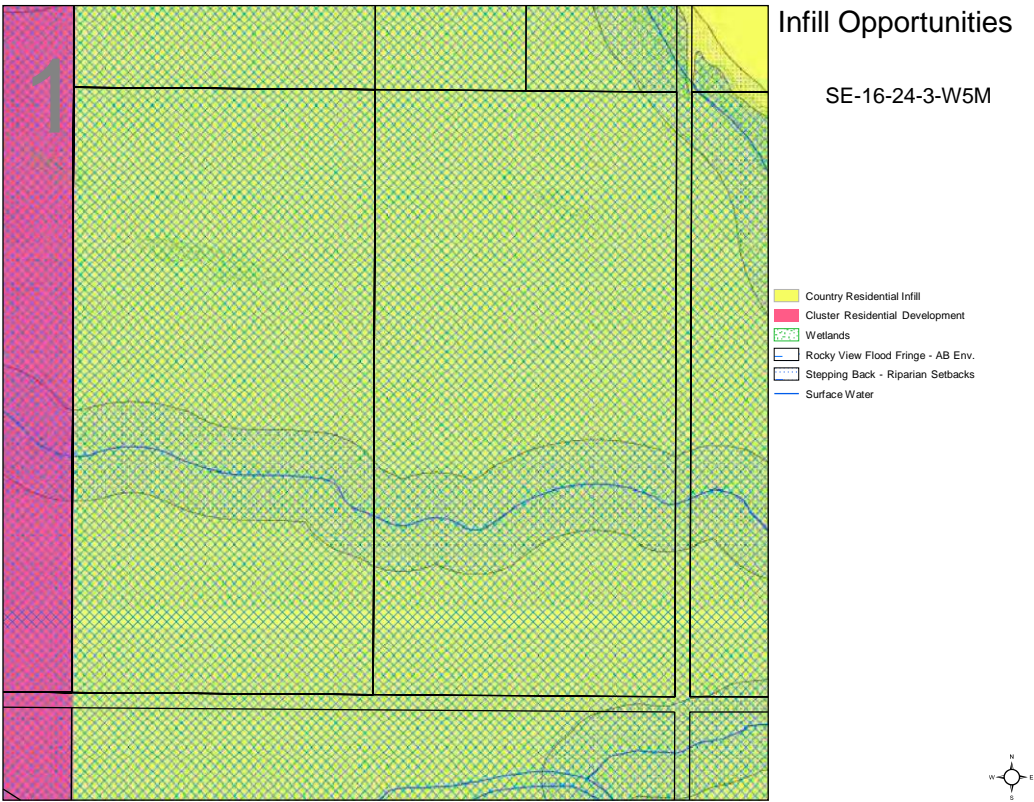 Infill Opportunities
SE-16-24-3-W5M
1
Country Residential Infill
Cluster Residential Development
Wetlands
Rocky View Flood Fringe - AB Env.
Stepping Back - Riparian Setbacks
Surface Water
N
W E
S